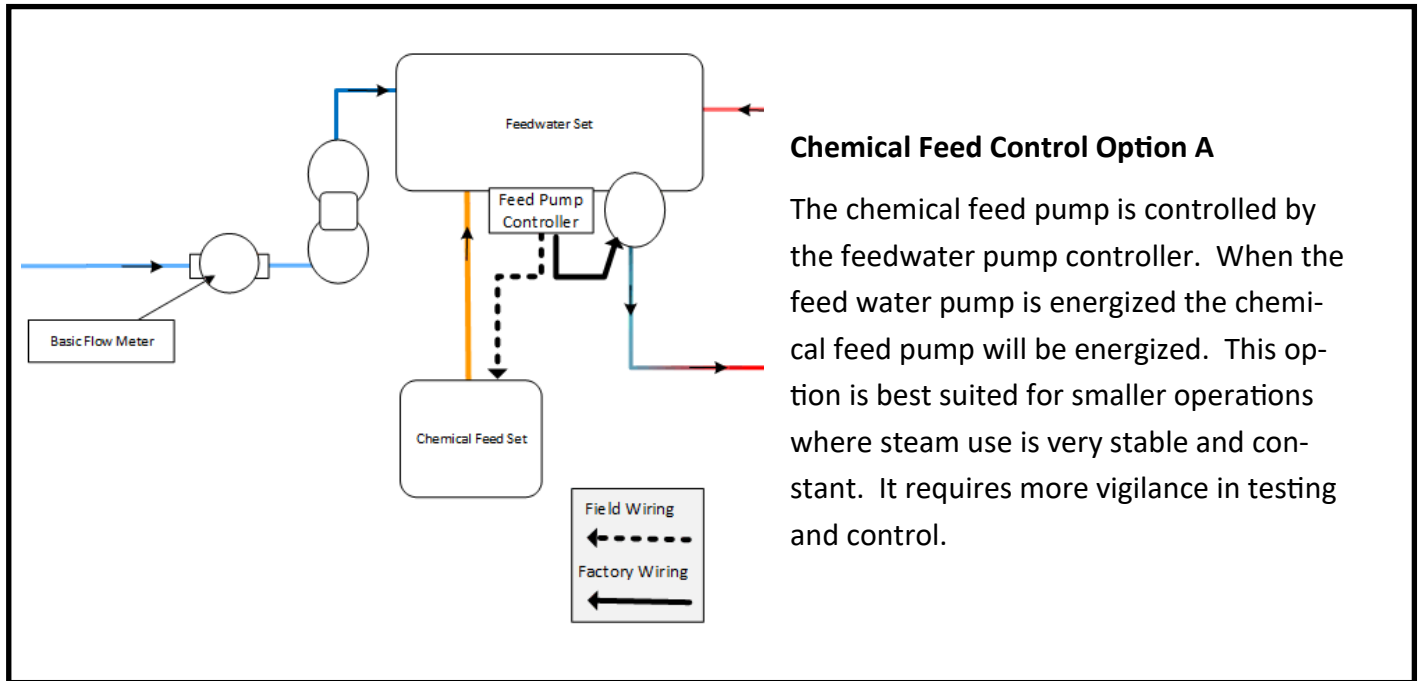 Feedwater Set
Feed Pump
Controller
Basic Flow Meter
Chemical Feed Set
Field Wiring
Factory Wiring
Chemical Feed Control Option A
The chemical feed pump is controlled by
the feedwater pump controller.  When the
feed water pump is energized the chemi-
cal feed pump will be energized.  This op-
tion is best suited for smaller operations
where steam use is very stable and con-
stant.  It requires more vigilance in testing
and control.